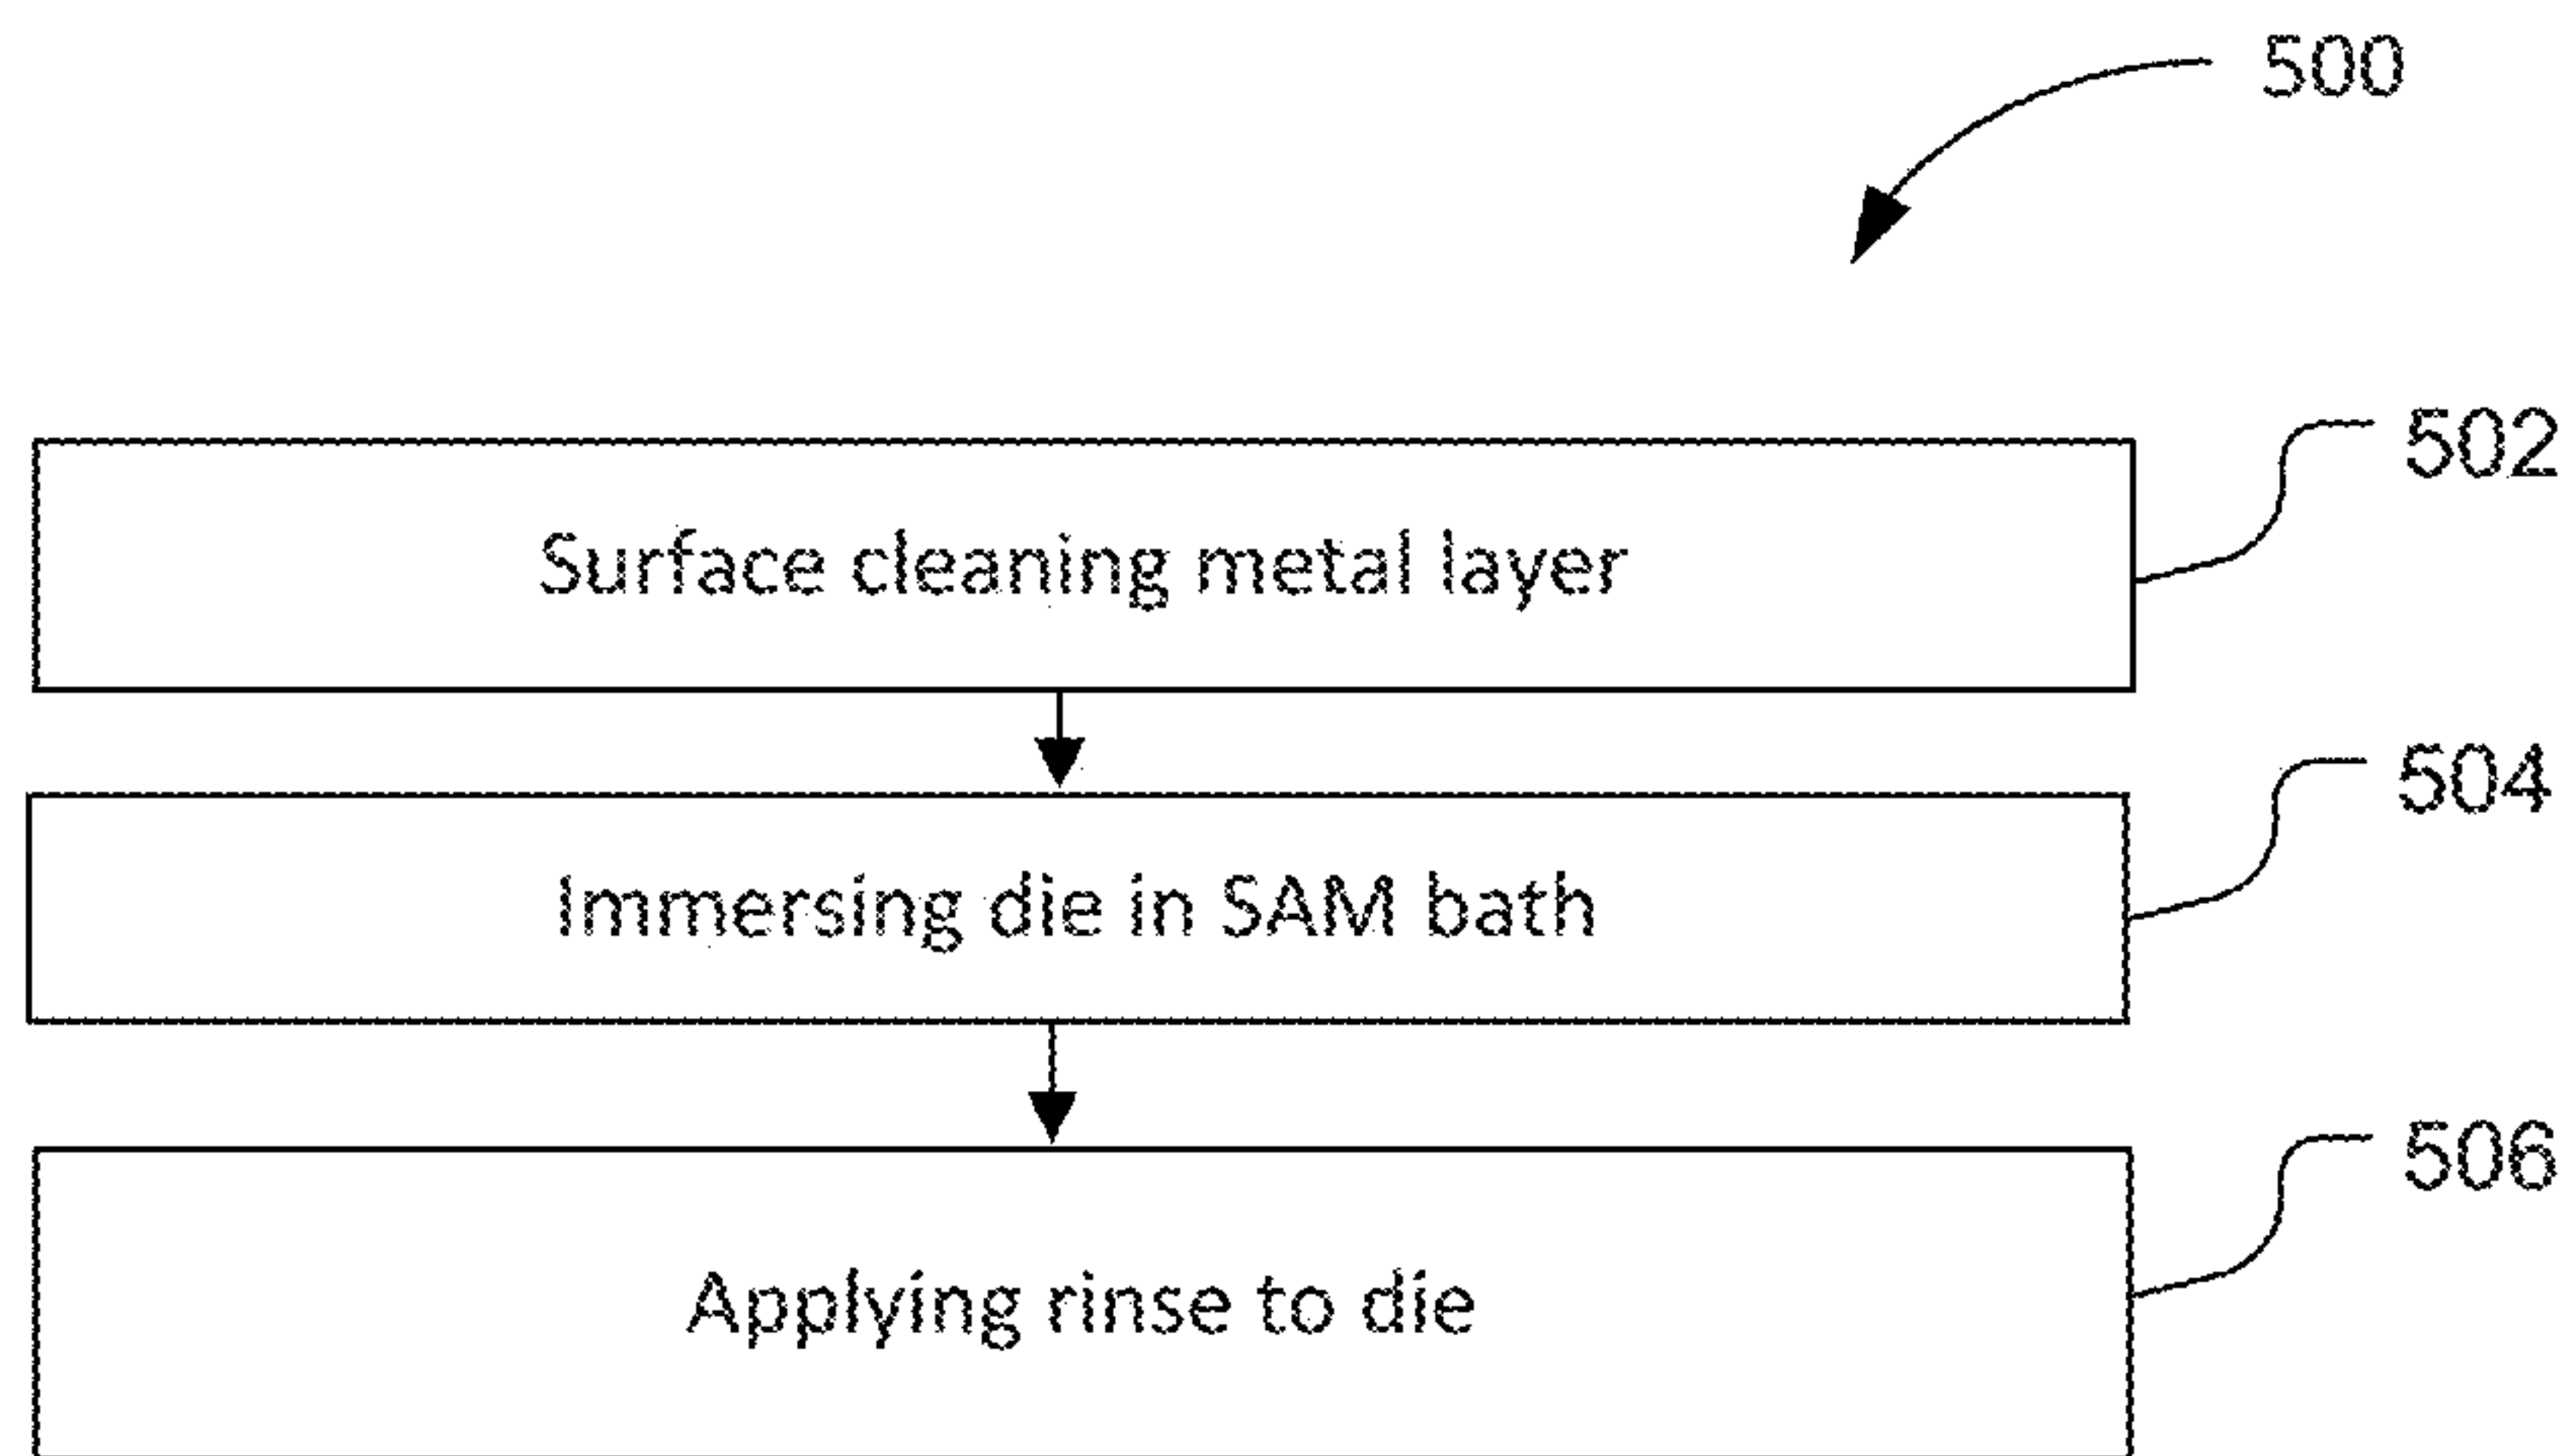 500
502
Surface cleaning metal layer
504
Immersing die in SAM bath
506
Applying rinse to die